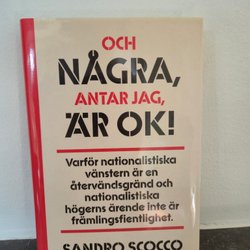 OCH
NÅGRA,
ANTAR JAG,
ÄR OK!
Varför nationalistiska
vänstern är en
återvändsgränd och
nationalistiska
högerns ärende inte är
främlingsfientlighet.
SANDRO SCOCCO